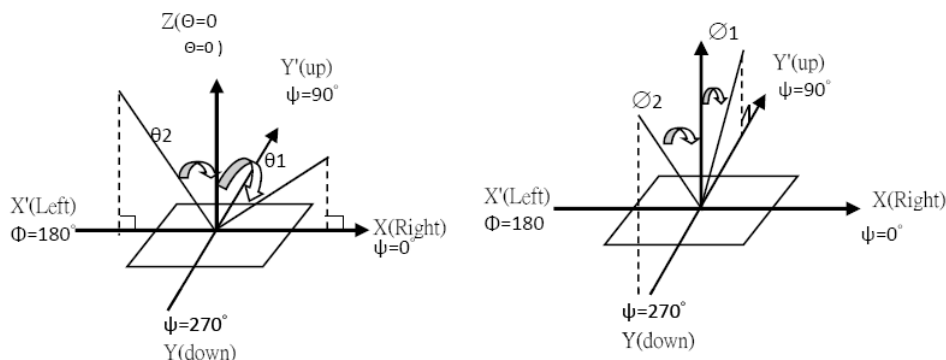 Z(Θ=0
Θ=0 )
Y'(up)
ψ=90°
θ2
θ1
X'(Left)
Φ=180°
X(Right)
ψ=0°
ψ=270°
Y(down)
∅1
Y'(up)
ψ=90°
∅2
X'(Left)
Φ=180
X(Right)
ψ=0°
ψ=270°
Y(down)